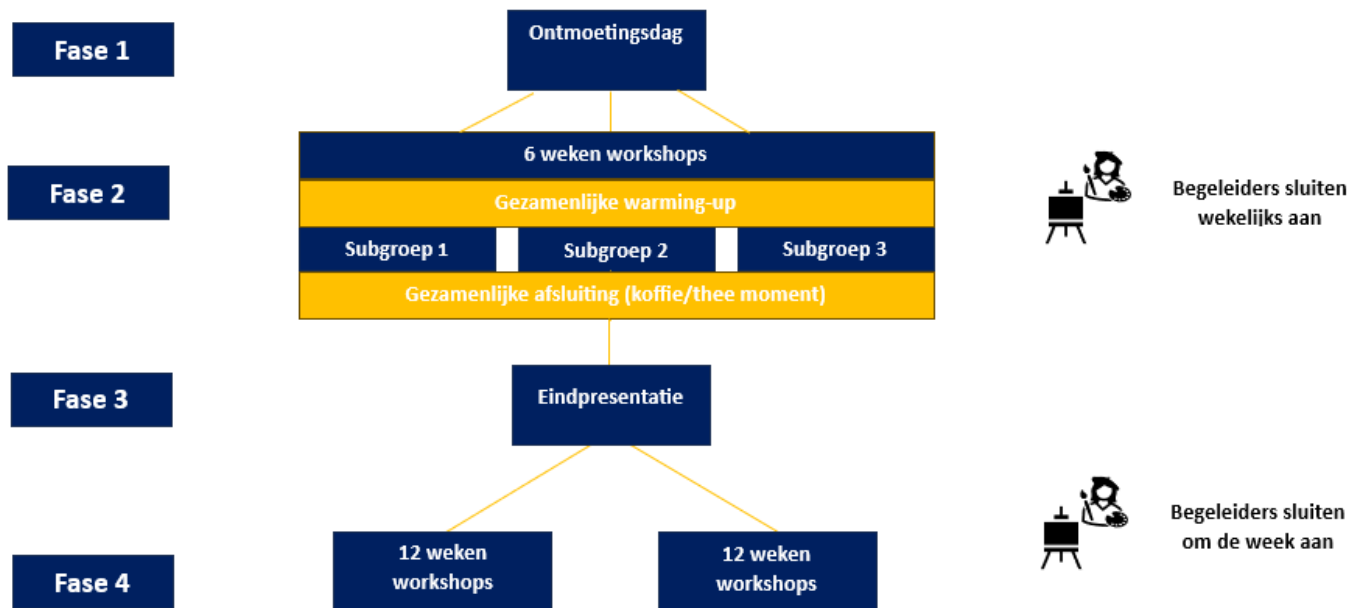 Fase 1
Ontmoetingsdag
Fase 2
6 weken workshops
Gezamenlijke warming-up
Subgroep 1
Subgroep 2
Subgroep 3
Gezamenlijke afsluiting (koffie/thee moment)
Begeleiders sluiten
wekelijks aan
Fase 3
Eindpresentatie
Fase 4
12 weken
workshops
12 weken
workshops
Begeleiders sluiten
om de week aan